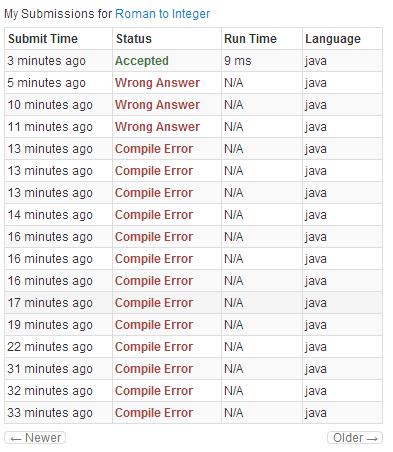 My Submissions for Roman to Integer
Submit Time Status Run Time Language
3 minutes ago Accepted 9 ms java
5 minutes ago Wrong Answer N/A java
10 minutes ago Wrong Answer N/A java
11 minutes ago Wrong Answer N/A java
13 minutes ago Compile Error N/A java
13 minutes ago Compile Error N/A java
13 minutes ago Compile Error N/A java
14 minutes ago Compile Error N/A java
16 minutes ago Compile Error N/A java
16 minutes ago Compile Error N/A java
16 minutes ago Compile Error N/A java
17 minutes ago Compile Error N/A java
19 minutes ago Compile Error N/A java
22 minutes ago Compile Error N/A java
31 minutes ago Compile Error N/A java
32 minutes ago Compile Error N/A java
33 minutes ago Compile Error N/A java
← Newer Older →